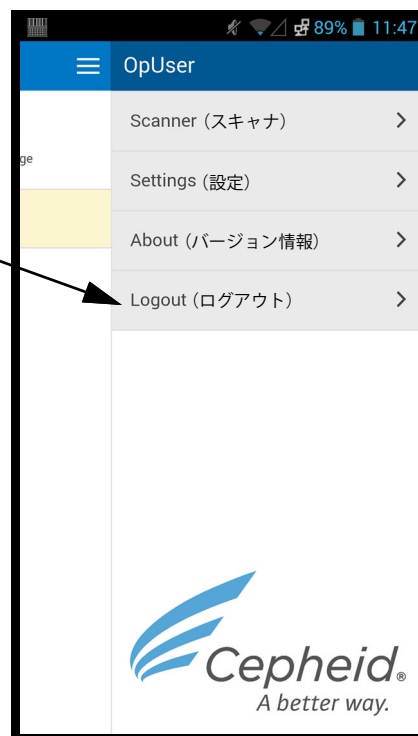 89% 11:47
OpUser
Scanner (スキャナ)
ge
Settings (設定)
About (バージョン情報)
Logout (ログアウト)
Cepheid®
A better way.